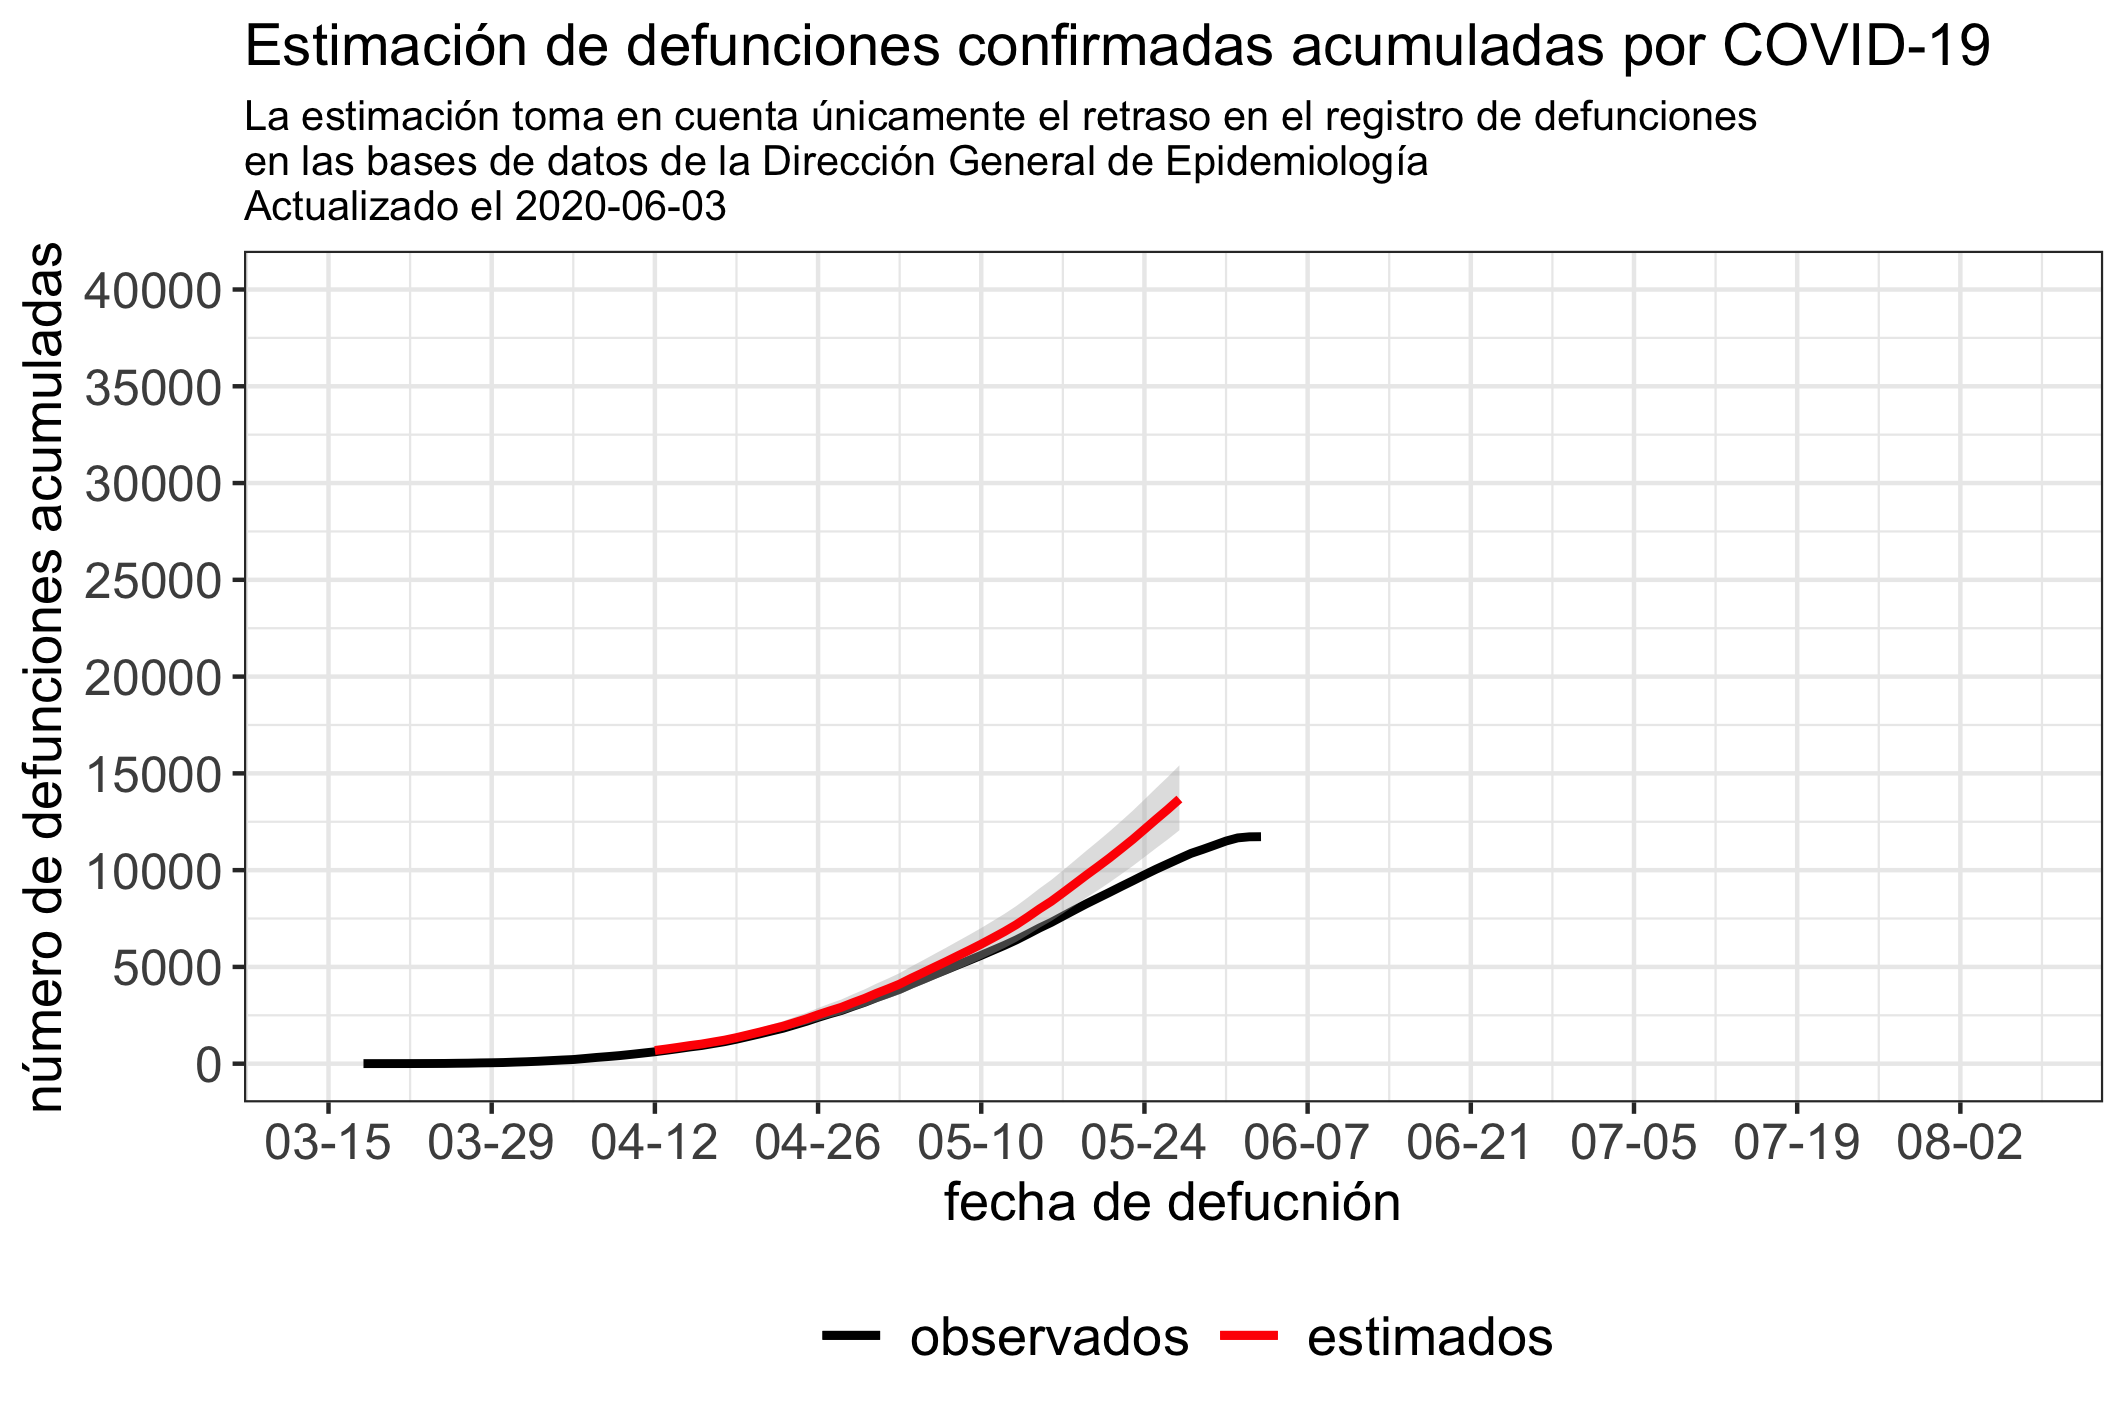 Estimación de defunciones confirmadas acumuladas por COVID-19
La estimación toma en cuenta únicamente el retraso en el registro de defunciones
en las bases de datos de la Dirección General de Epidemiología
Actualizado el 2020-06-03
número de defunciones acumuladas
40000
35000
30000
25000
20000
15000
10000
5000
0
03-15 03-29 04-12 04-26 05-10 05-24 06-07 06-21 07-05 07-19 08-02
fecha de defucnión
observados estimados